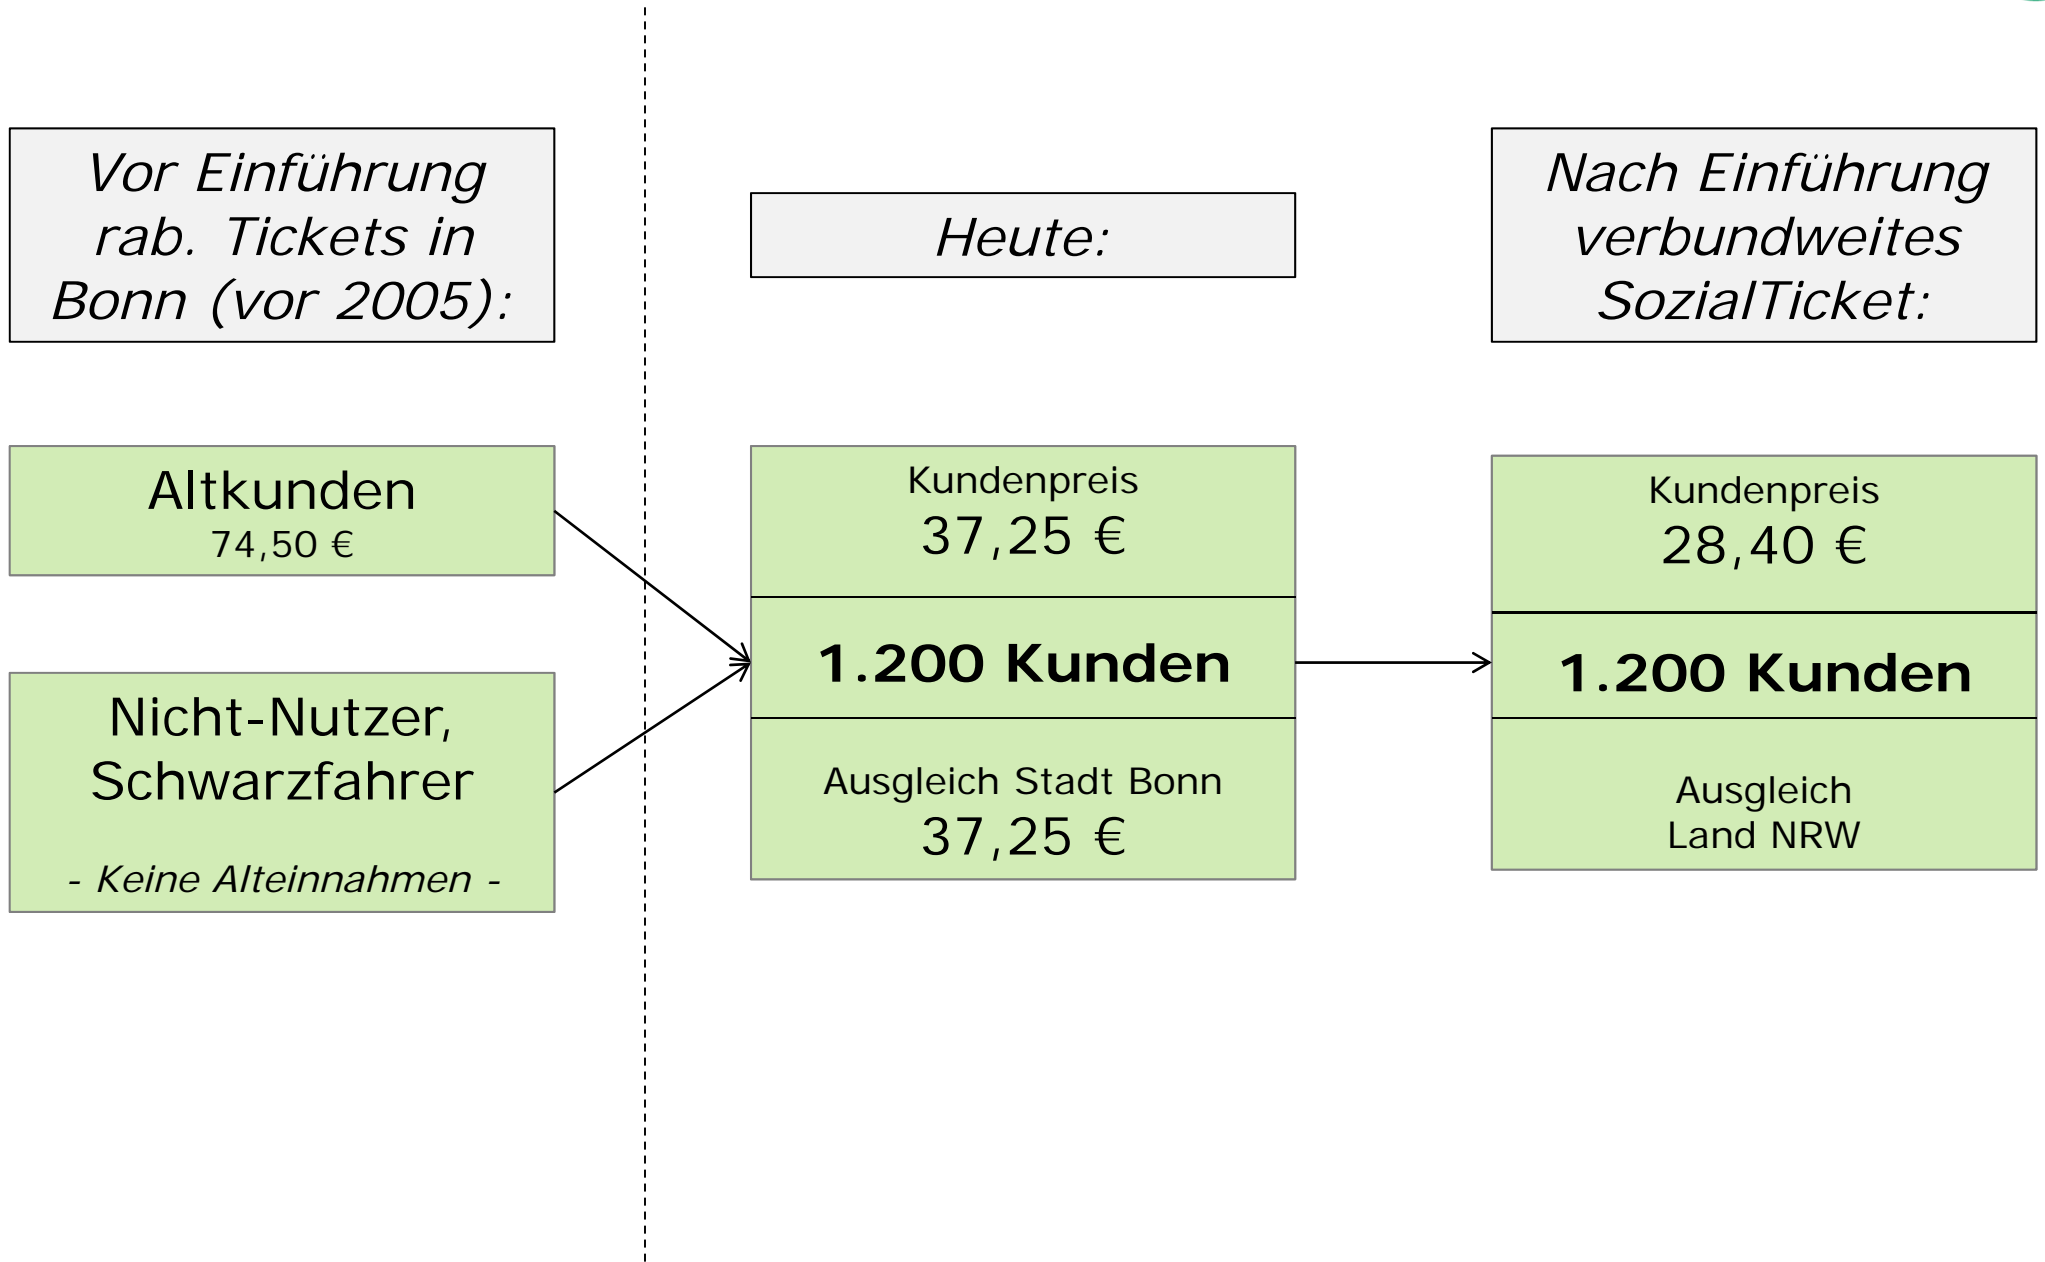 Vor Einführung
rab. Tickets in
Bonn (vor 2005):
Heute:
Nach Einführung
verbundweites
SozialTicket:
Altkunden
74,50 €
Nicht-Nutzer,
Schwarzfahrer
- Keine Alteinnahmen -
Kundenpreis
37,25 €
1.200 Kunden
Ausgleich Stadt Bonn
37,25 €
Kundenpreis
28,40 €
1.200 Kunden
Ausgleich
Land NRW